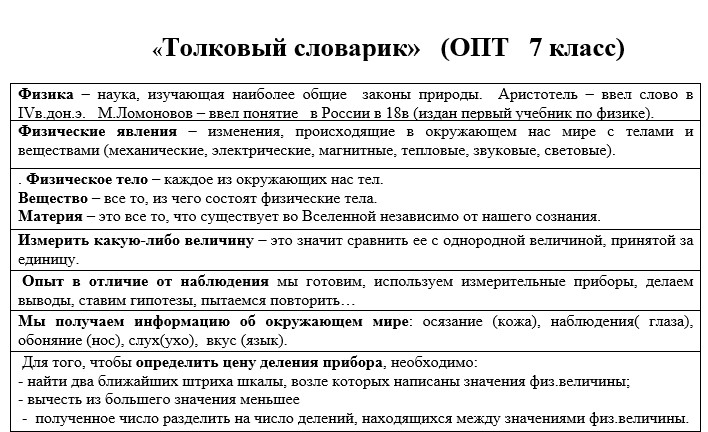 «Толковый словарик» (ОПТ 7 класс)
Физика – наука, изучающая наиболее общие законы природы. Аристотель – ввел слово в
IVв.дон.э. М.Ломоносов – ввел понятие в России в 18в (издан первый учебник по физике).
Физические явления – изменения, происходящие в окружающем нас мире с телами и
веществами (механические, электрические, магнитные, тепловые, звуковые, световые).
. Физическое тело – каждое из окружающих нас тел.
Вещество – все то, из чего состоят физические тела.
Материя – это все то, что существует во Вселенной независимо от нашего сознания.
Измерить какую-либо величину – это значит сравнить ее с однородной величиной, принятой за
единицу.
Опыт в отличие от наблюдения мы готовим, используем измерительные приборы, делаем
выводы, ставим гипотезы, пытаемся повторить…
Мы получаем информацию об окружающем мире: осязание (кожа), наблюдения( глаза),
обоняние (нос), слух(ухо), вкус (язык).
Для того, чтобы определить цену деления прибора, необходимо:
- найти два ближайших штриха шкалы, возле которых написаны значения физ.величины;
- вычесть из большего значения меньшее
- полученное число разделить на число делений, находящихся между значениями физ.величины.